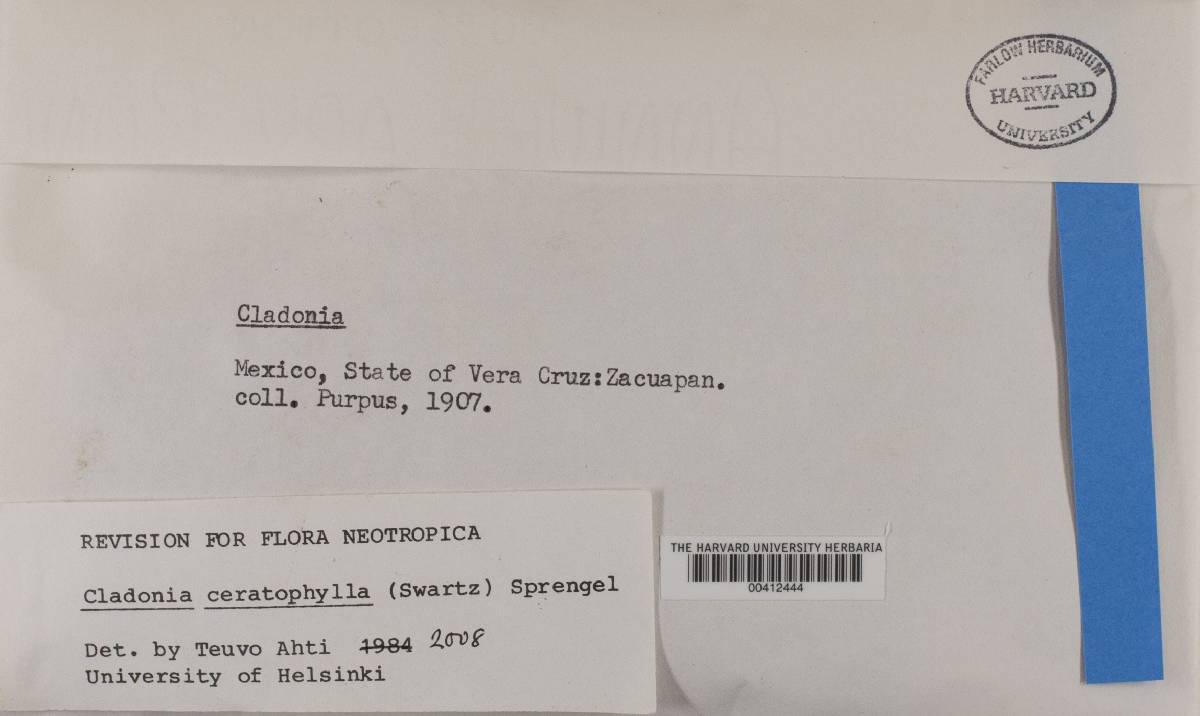 FARLOW HERBARIUM
HARVARD
UNIVERSITY
Cladonia
Mexico, State of Vera Cruz:Zacuapan.
coll. Purpus, 1907.
REVISION FOR FLORA NEOTROPICA
Cladonia ceratophylla (Swartz) Sprengel
Det. by Teuvo Ahti 1984 2008
University of Helsinki
THE HARVARD UNIVERSITY HERBARIA
00412444